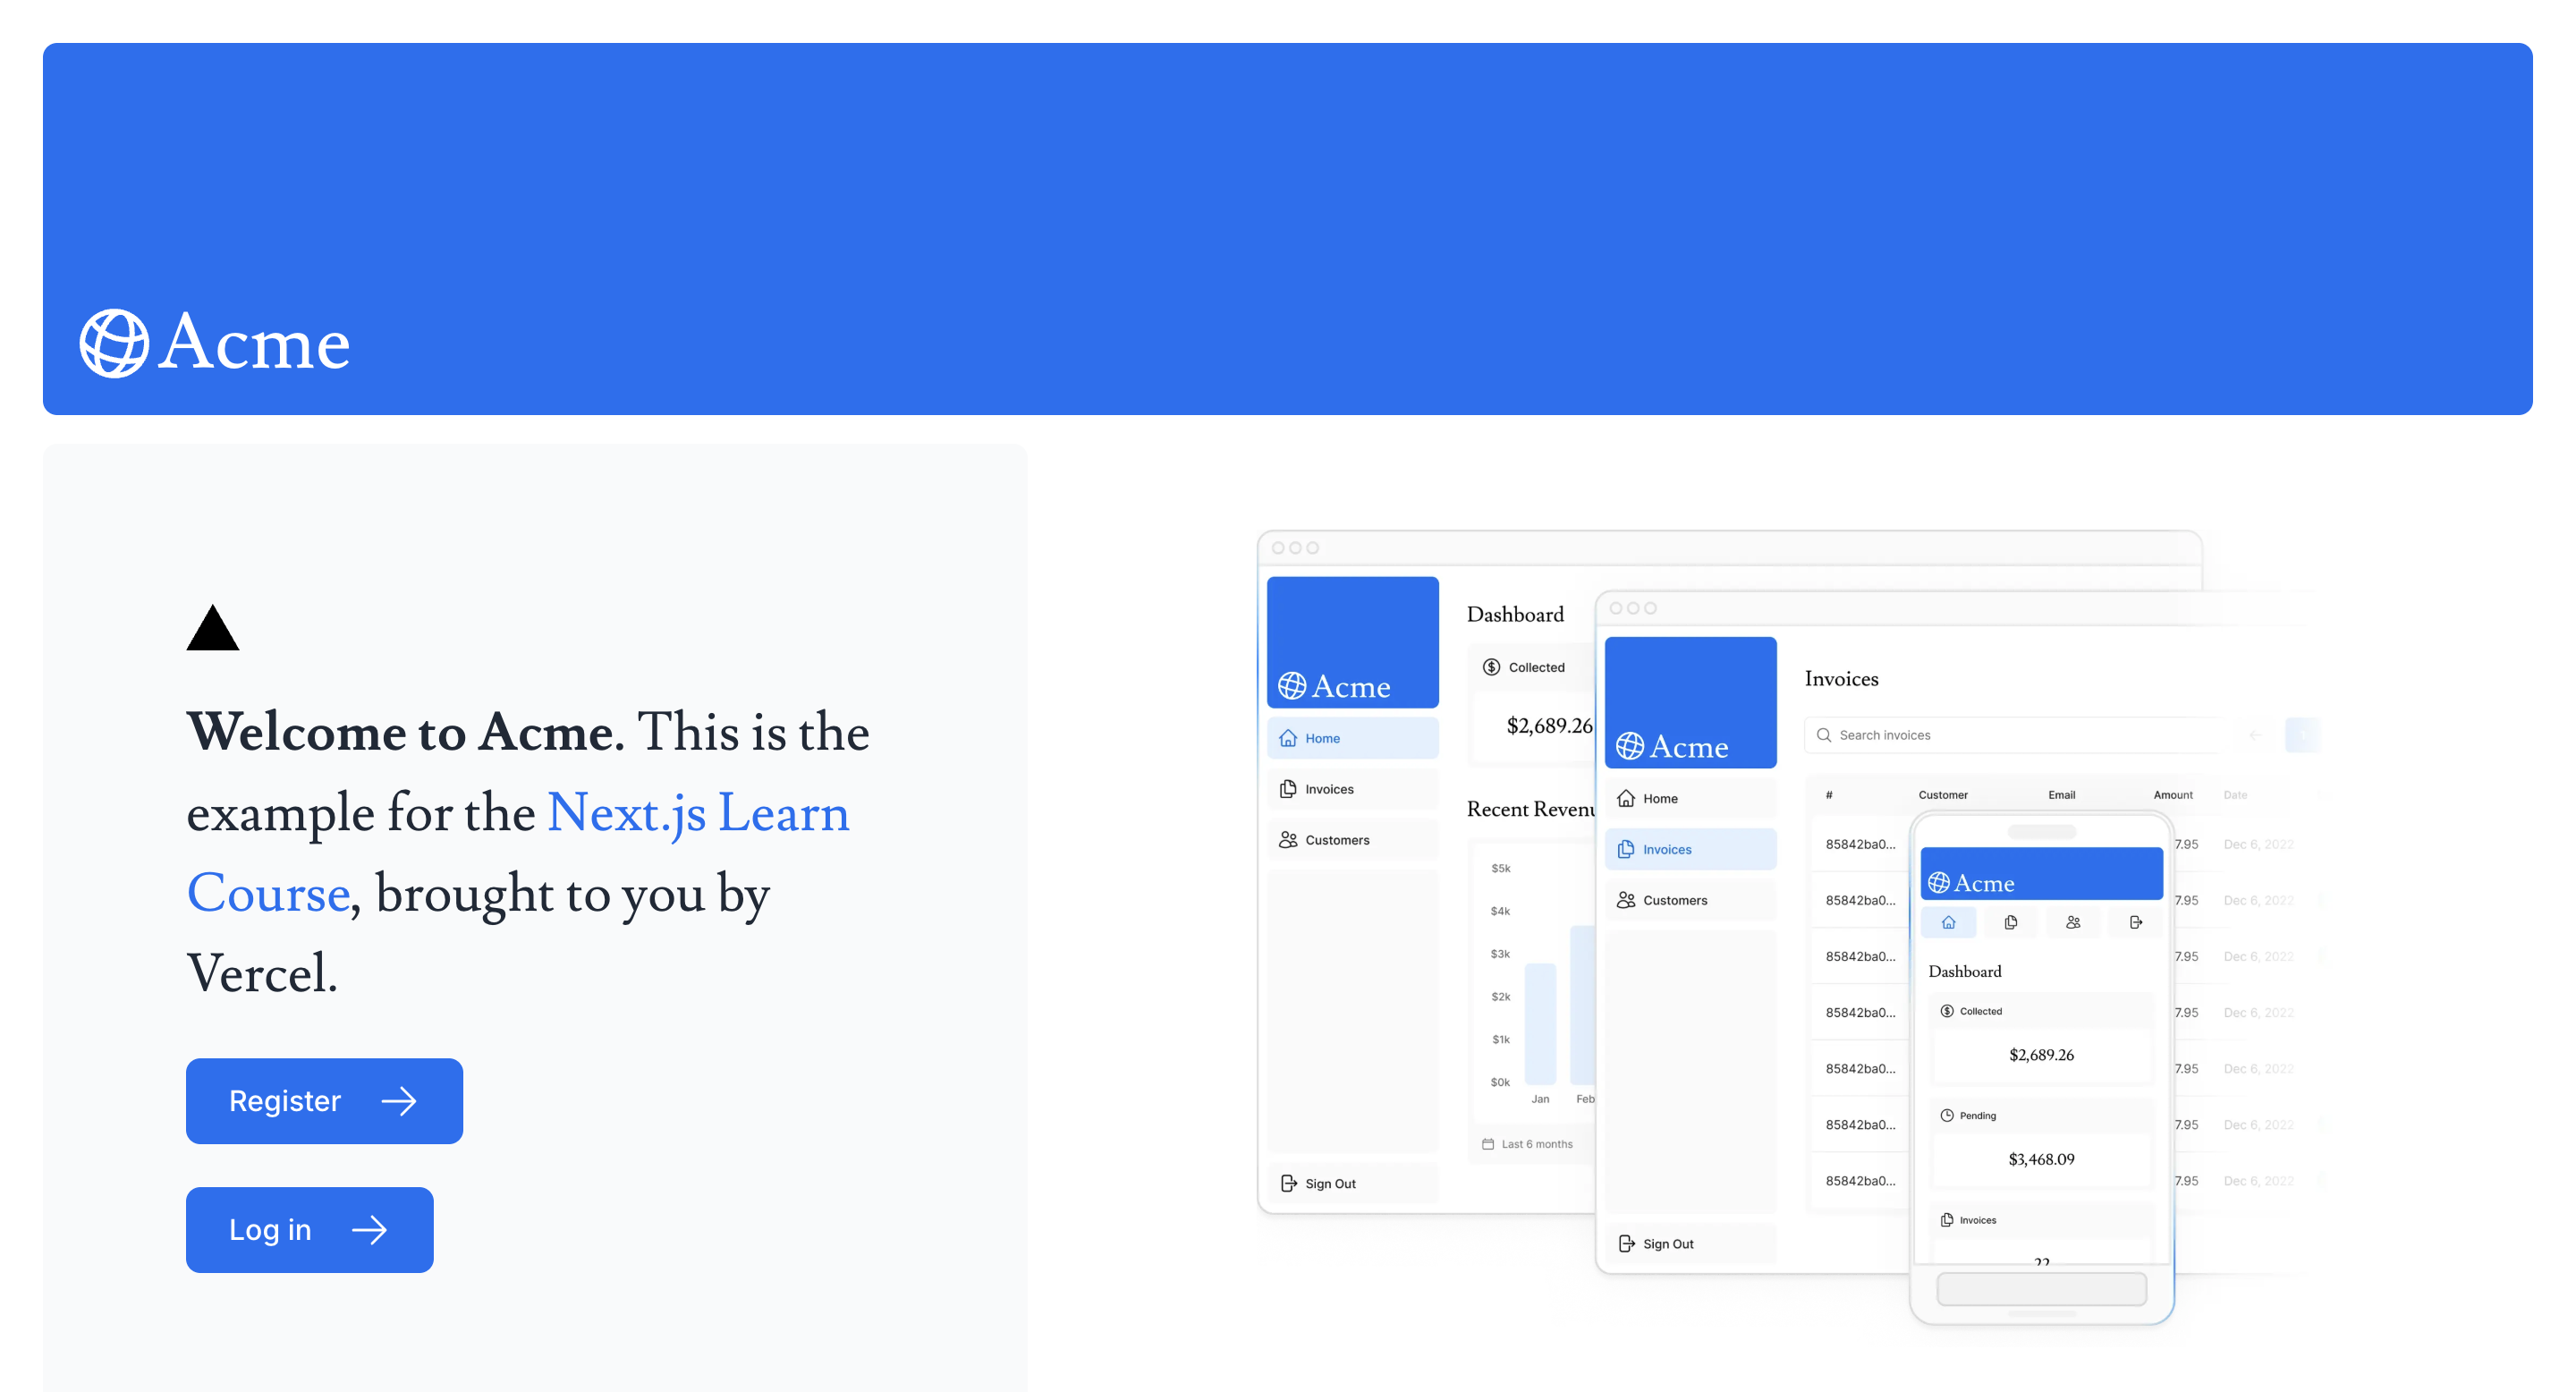 Acme
Welcome to Acme. This is the
example for the Next.js Learn
Course, brought to you by
Vercel.
Register
Log in
Acme
Home
Invoices
Customers
Sign Out
Dashboard
Collected
$2,689.26
Recent Revenu
$5k
$4k
$3k
$2k
$1k
$0k
Jan Feb
Last 6 months
Acme
Home
Invoices
Customers
Sign Out
Invoices
Search invoices
# Customer Email Amount Date
85842ba0... 7.95 Dec 6, 2022
85842ba0... 7.95 Dec 6, 2022
85842ba0... 7.95 Dec 6, 2022
85842ba0... 7.95 Dec 6, 2022
85842ba0... 7.95 Dec 6, 2022
85842ba0... 7.95 Dec 6, 2022
85842ba0... 7.95 Dec 6, 2022
Acme
Dashboard
Collected
$2,689.26
Pending
$3,468.09
Invoices
22